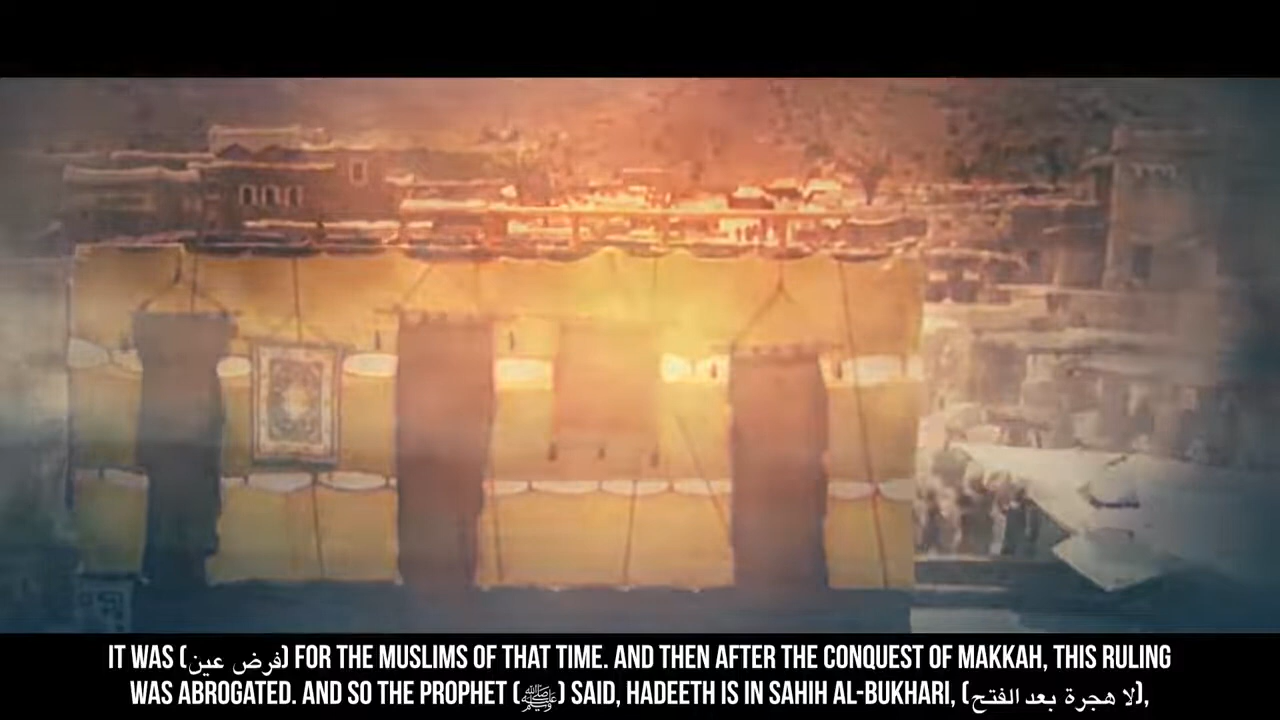 IT WAS (فرض عين) FOR THE MUSLIMS OF THAT TIME. AND THEN AFTER THE CONQUEST OF MAKKAH, THIS RULING
WAS ABROGATED. AND SO THE PROPHET (ﷺ) SAID, HADEETH IS IN SAHIH AL-BUKHARI, (لا هجرة بعد الفتح),